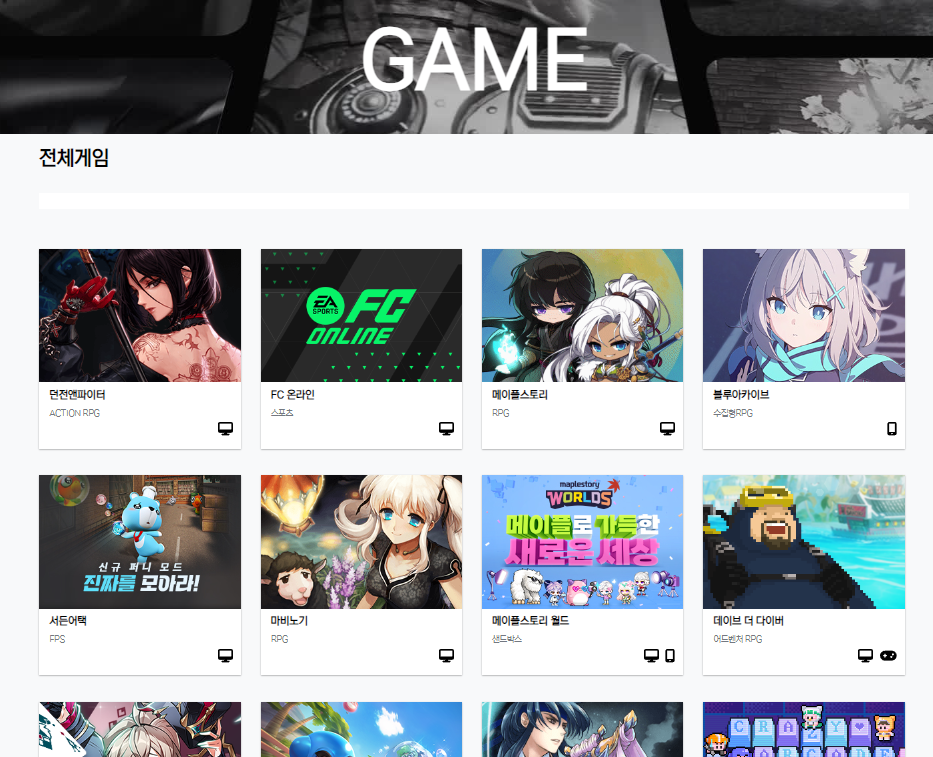 GAME
전체게임
EA
SPORTS
FC
ONLINE
던전앤파이터
ACTION RPG
FC 온라인
스포츠
메이플스토리
RPG
블루아카이브
수집형RPG
신규 퍼니 모드
진짜를 모아라!
maplestory
WORLDS
메이플로 가득한
새로운 세상
서든어택
FPS
마비노기
RPG
메이플스토리 월드
샌드박스
데이브 더 다이버
어드벤처 RPG
CRAZY